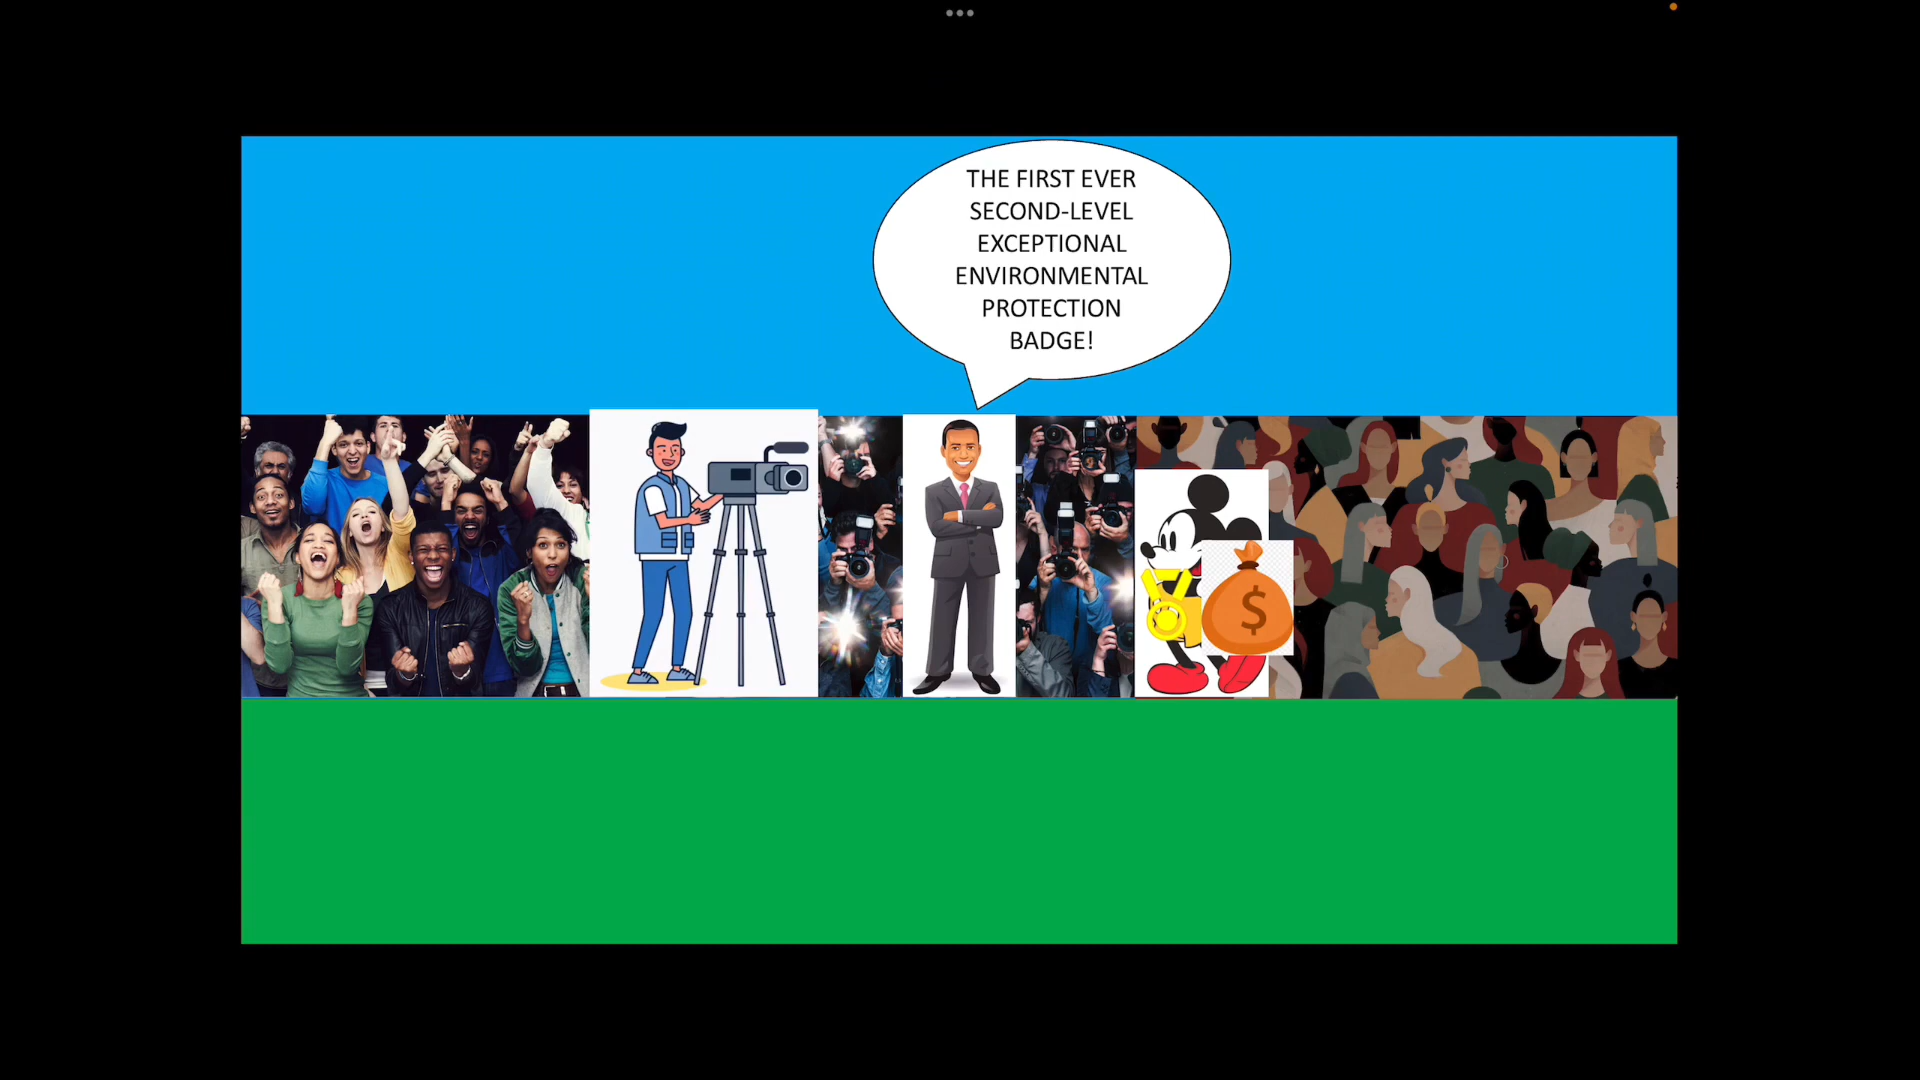 THE FIRST EVER
SECOND-LEVEL
EXCEPTIONAL
ENVIRONMENTAL
PROTECTION
BADGE!
$